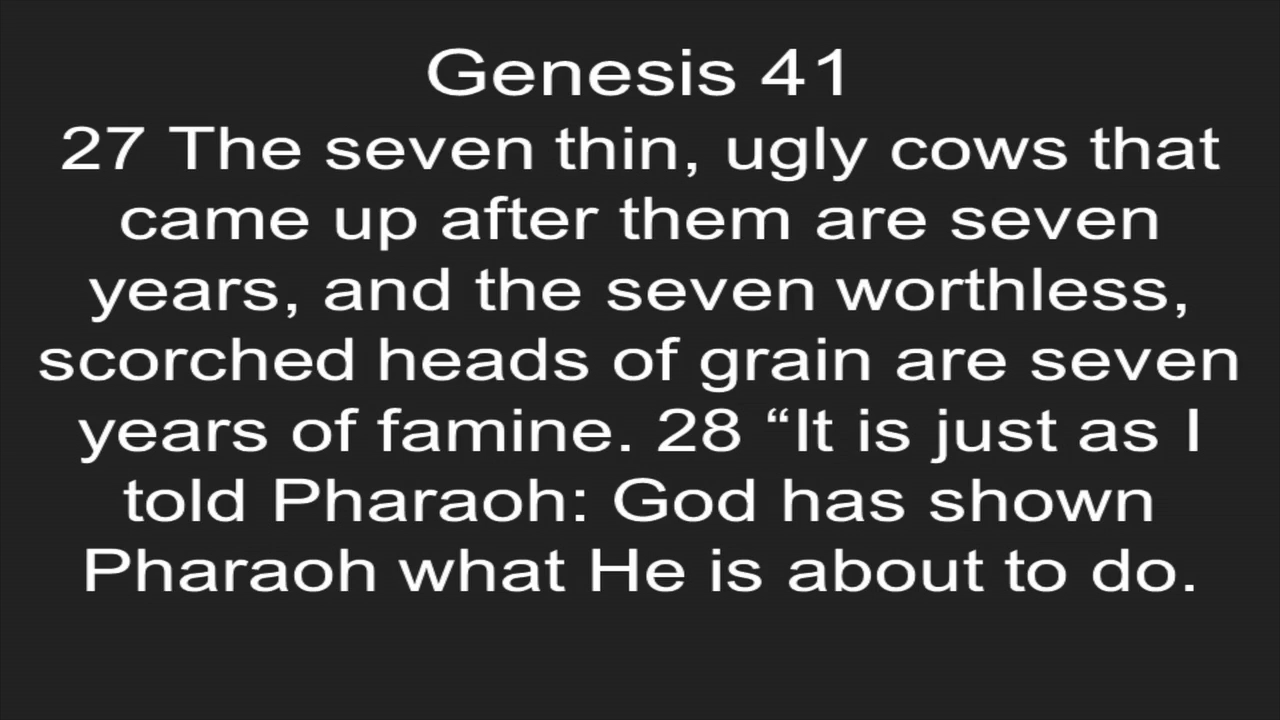 Genesis 41
27 The seven thin, ugly cows that
came up after them are seven
years, and the seven worthless,
scorched heads of grain are seven
years of famine. 28 “It is just as I
told Pharaoh: God has shown
Pharaoh what He is about to do.